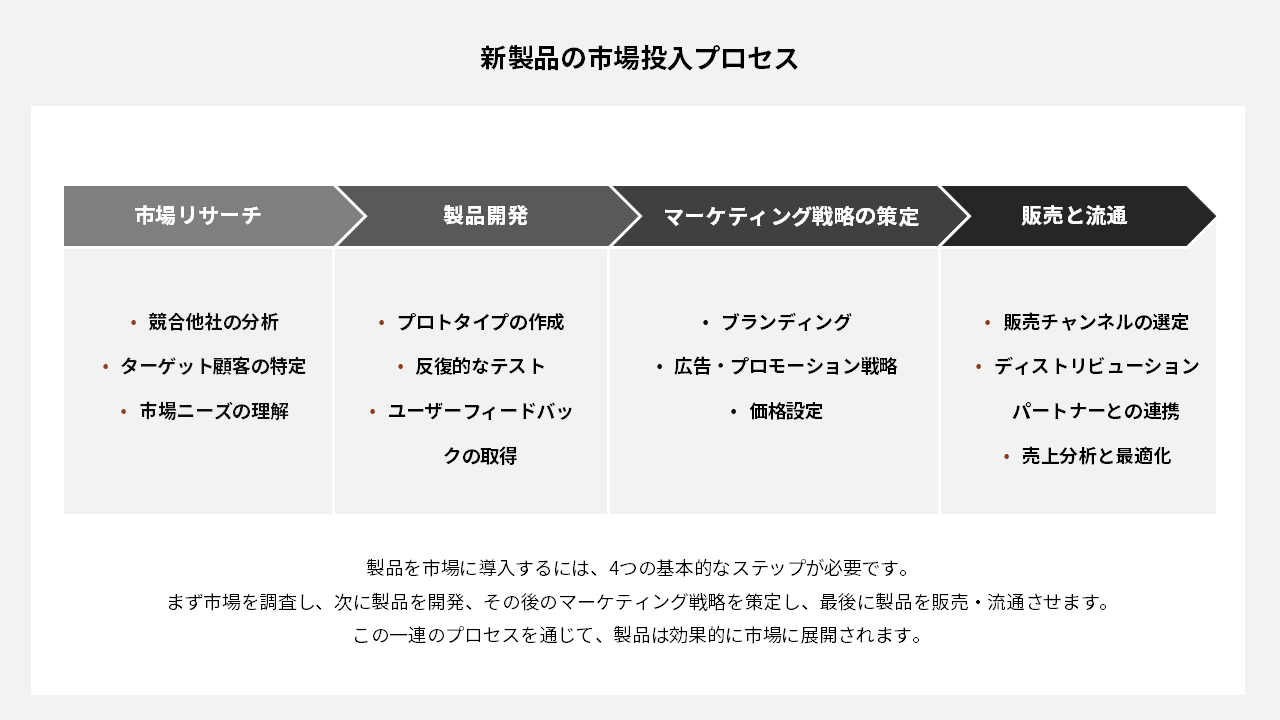 新製品の市場投入プロセス
市場リサーチ
製品開発
マーケティング戦略の策定
販売と流通
• 競合他社の分析
• ターゲット顧客の特定
• 市場ニーズの理解
• プロトタイプの作成
• 反復的なテスト
• ユーザーフィードバッ
クの取得
• ブランディング
• 広告・プロモーション戦略
• 価格設定
• 販売チャンネルの選定
• ディストリビューション
パートナーとの連携
• 売上分析と最適化
製品を市場に導入するには、4つの基本的なステップが必要です。
まず市場を調査し、次に製品を開発、その後のマーケティング戦略を策定し、最後に製品を販売・流通させます。
この一連のプロセスを通じて、製品は効果的に市場に展開されます。